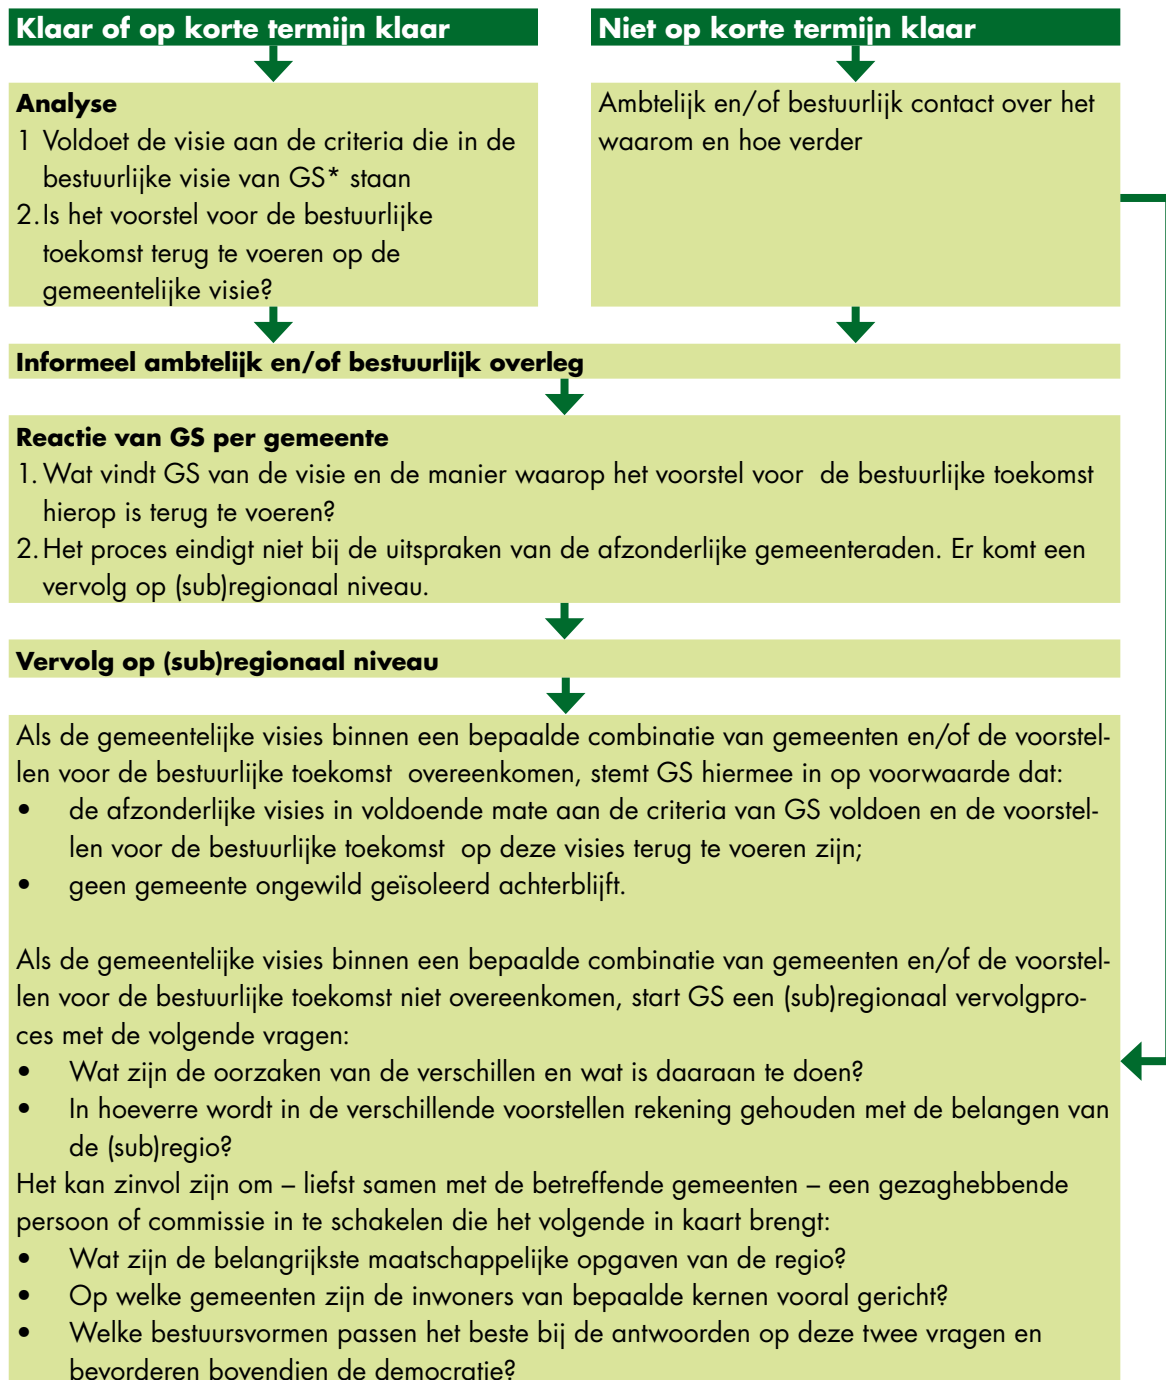 Klaar of op korte termijn klaar
Niet op korte termijn klaar
Analyse
1 Voldoet de visie aan de criteria die in de
bestuurlijke visie van GS* staan
2. Is het voorstel voor de bestuurlijke
toekomst terug te voeren op de
gemeentelijke visie?
Ambtelijk en/of bestuurlijk contact over het
waarom en hoe verder
Informeel ambtelijk en/of bestuurlijk overleg
Reactie van GS per gemeente
1. Wat vindt GS van de visie en de manier waarop het voorstel voor de bestuurlijke toekomst
hierop is terug te voeren?
2. Het proces eindigt niet bij de uitspraken van de afzonderlijke gemeenteraden. Er komt een
vervolg op (sub)regionaal niveau.
Vervolg op (sub)regionaal niveau
Als de gemeentelijke visies binnen een bepaalde combinatie van gemeenten en/of de voorstel-
len voor de bestuurlijke toekomst overeenkomen, stemt GS hiermee in op voorwaarde dat:
• de afzonderlijke visies in voldoende mate aan de criteria van GS voldoen en de voorstel-
len voor de bestuurlijke toekomst op deze visies terug te voeren zijn;
• geen gemeente ongewild geïsoleerd achterblijft.
Als de gemeentelijke visies binnen een bepaalde combinatie van gemeenten en/of de voorstel-
len voor de bestuurlijke toekomst niet overeenkomen, start GS een (sub)regionaal vervolgpro-
ces met de volgende vragen:
• Wat zijn de oorzaken van de verschillen en wat is daaraan te doen?
• In hoeverre wordt in de verschillende voorstellen rekening gehouden met de belangen van
de (sub)regio?
Het kan zinvol zijn om – liefst samen met de betreffende gemeenten – een gezaghebbende
persoon of commissie in te schakelen die het volgende in kaart brengt:
• Wat zijn de belangrijkste maatschappelijke opgaven van de regio?
• Op welke gemeenten zijn de inwoners van bepaalde kernen vooral gericht?
• Welke bestuursvormen passen het beste bij de antwoorden op deze twee vragen en
bevorderen bovendien de democratie?